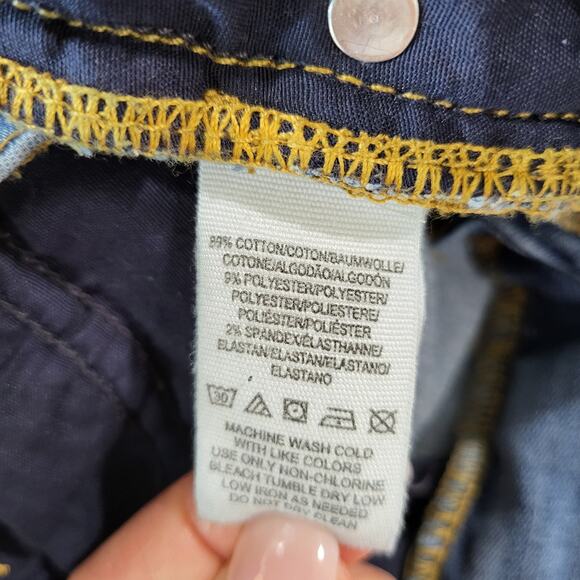 89% COTTON/COTON/BAUMWOLLE/
COTONE/ALGODÃO/ALGODON
9% POLYESTER/POLYESTER/
POLYESTER/POLIESTERE/
POLIÉSTER/POLIÉSTER
2% SPANDEX/ÉLASTHANNE/
ELASTAN/ELASTAN/ELASTANO/
ELASTANO
30
MACHINE WASH COLD
WITH LIKE COLORS
USE ONLY NON-CHLORINE
BLEACH TUMBLE DRY LOW
LOW IRON AS NEEDED
DO NOT DRY CLEAN